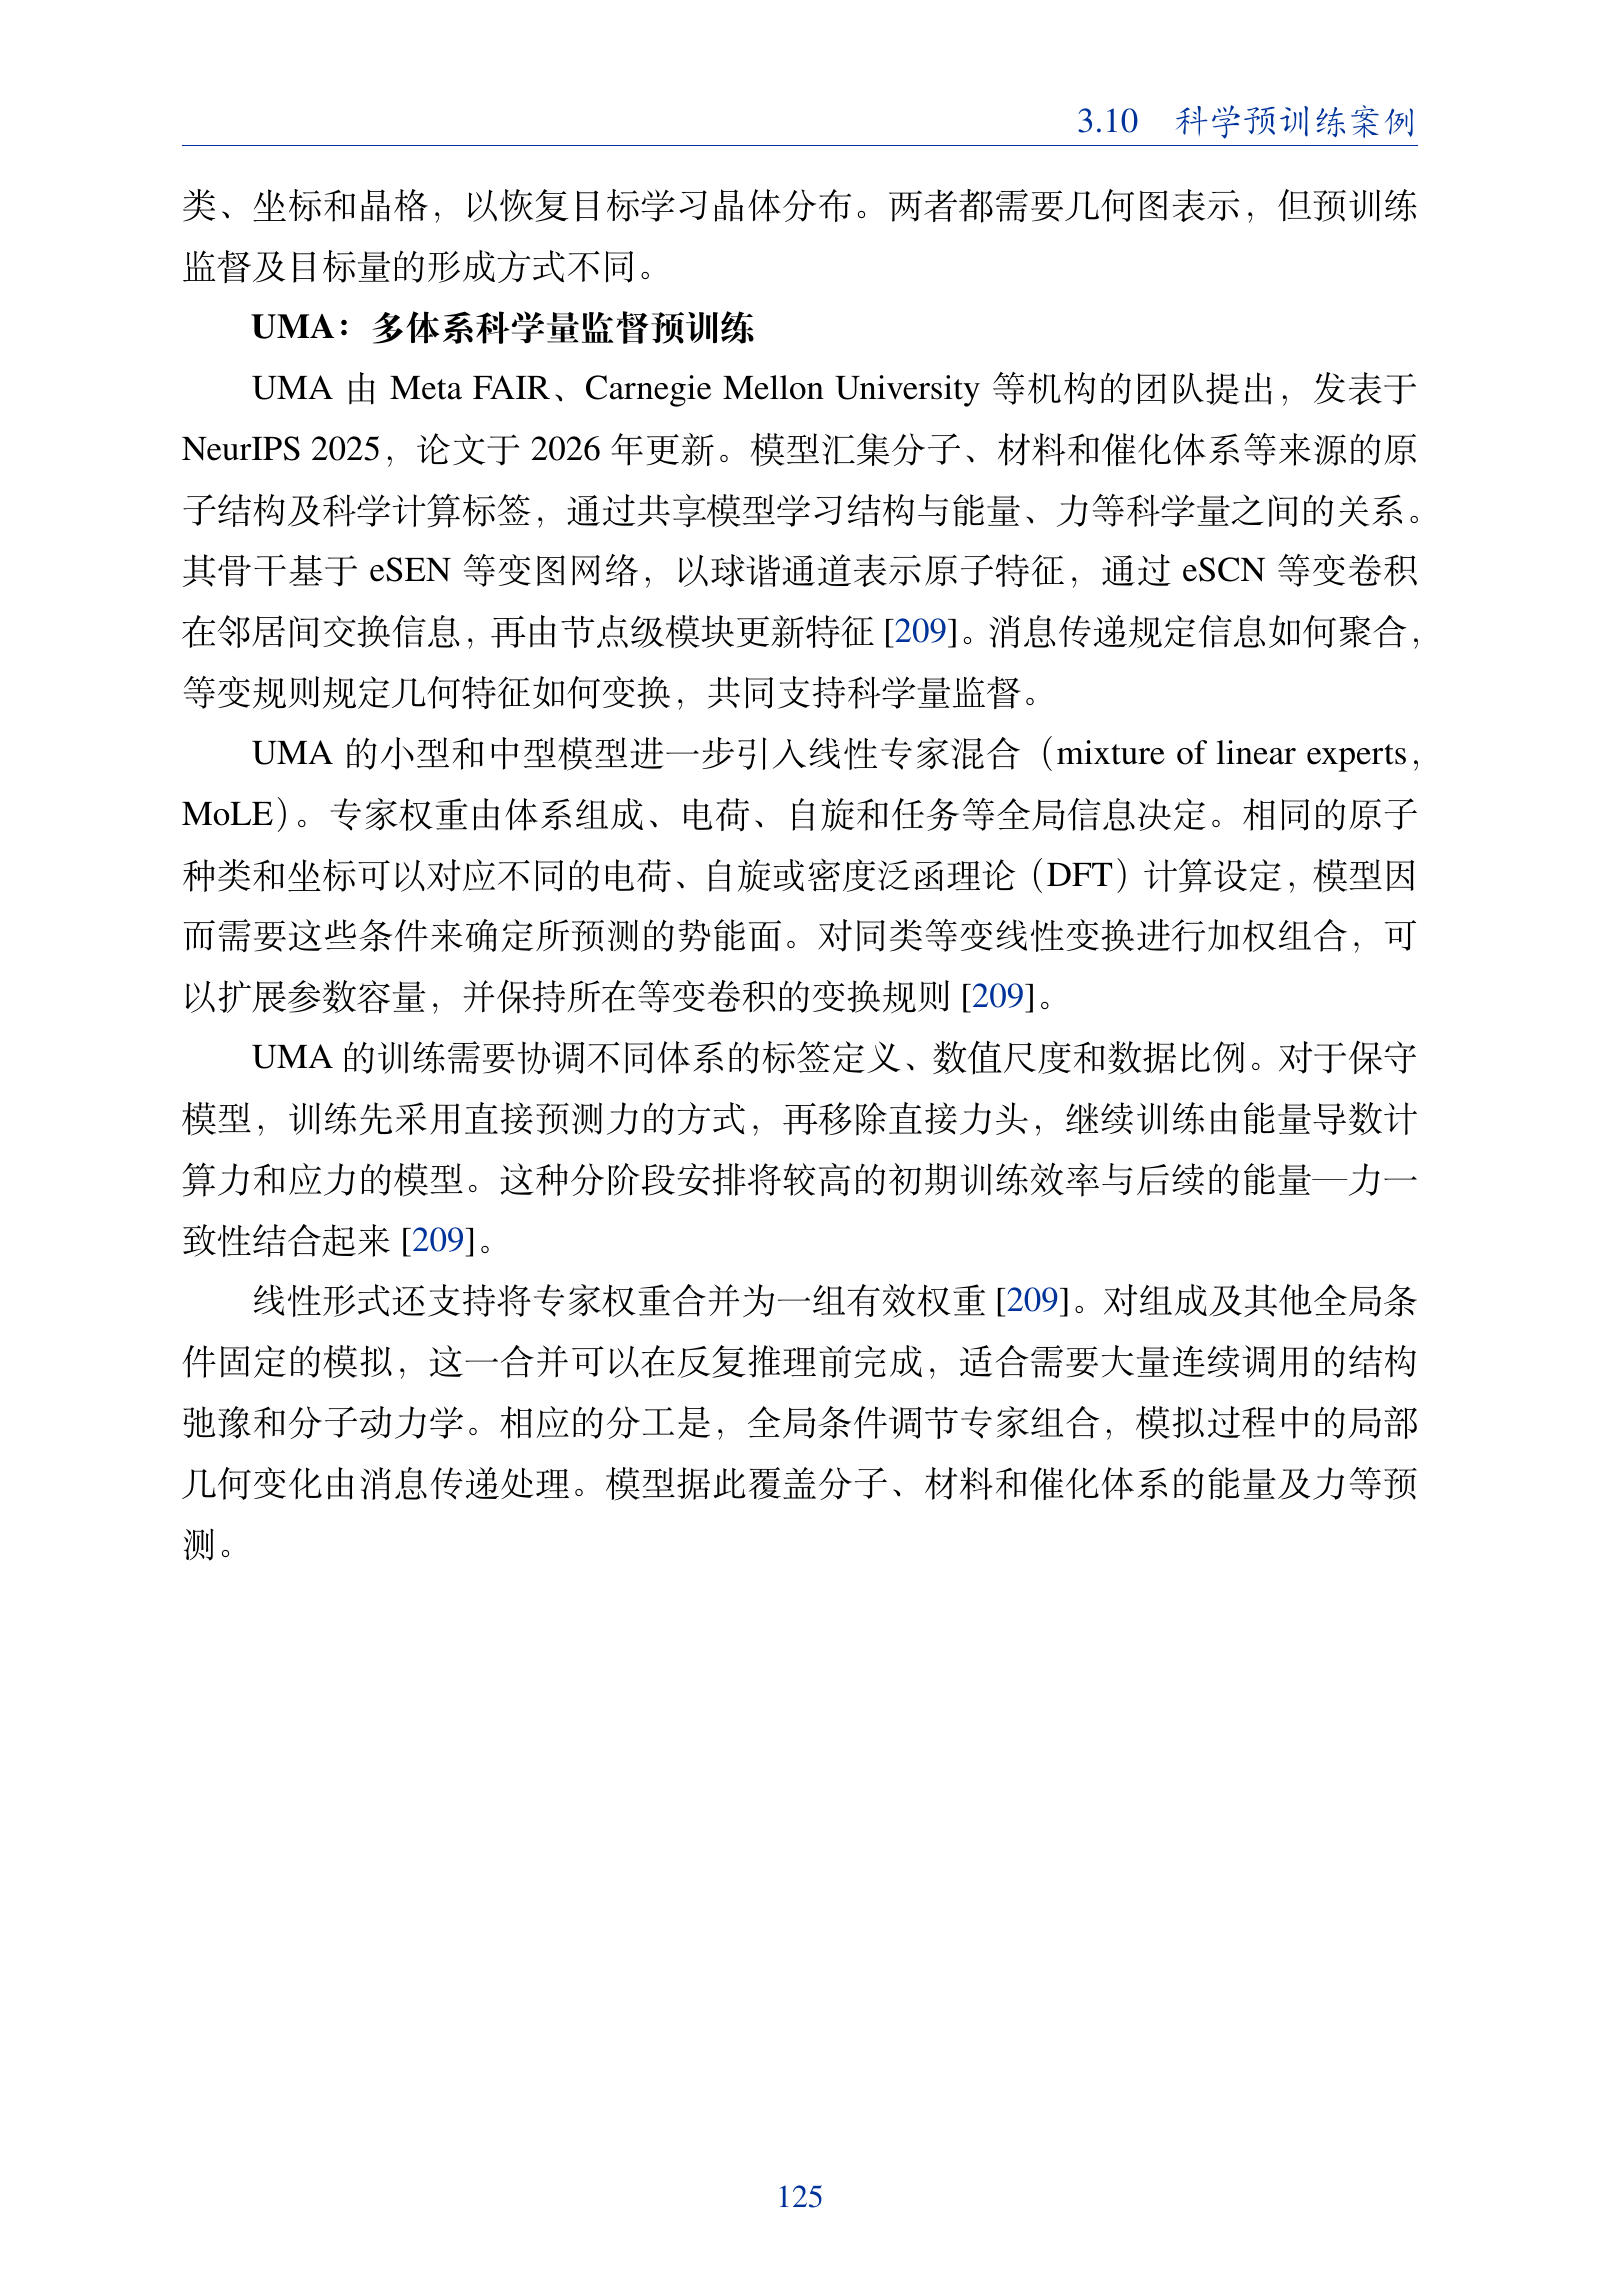 3.10 科学预训练案例
类、坐标和晶格，以恢复目标学习晶体分布。两者都需要几何图表示，但预训练
监督及目标量的形成方式不同。
UMA：多体系科学量监督预训练
UMA 由 Meta FAIR、Carnegie Mellon University 等机构的团队提出，发表于
NeurIPS 2025，论文于 2026 年更新。模型汇集分子、材料和催化体系等来源的原
子结构及科学计算标签，通过共享模型学习结构与能量、力等科学量之间的关系。
其骨干基于 eSEN 等变图网络，以球谐通道表示原子特征，通过 eSCN 等变卷积
在邻居间交换信息，再由节点级模块更新特征 [209]。消息传递规定信息如何聚合，
等变规则规定几何特征如何变换，共同支持科学量监督。
UMA 的小型和中型模型进一步引入线性专家混合（mixture of linear experts，
MoLE）。专家权重由体系组成、电荷、自旋和任务等全局信息决定。相同的原子
种类和坐标可以对应不同的电荷、自旋或密度泛函理论（DFT）计算设定，模型因
而需要这些条件来确定所预测的势能面。对同类等变线性变换进行加权组合，可
以扩展参数容量，并保持所在等变卷积的变换规则 [209]。
UMA 的训练需要协调不同体系的标签定义、数值尺度和数据比例。对于保守
模型，训练先采用直接预测力的方式，再移除直接力头，继续训练由能量导数计
算力和应力的模型。这种分阶段安排将较高的初期训练效率与后续的能量—力一
致性结合起来 [209]。
线性形式还支持将专家权重合并为一组有效权重 [209]。对组成及其他全局条
件固定的模拟，这一合并可以在反复推理前完成，适合需要大量连续调用的结构
弛豫和分子动力学。相应的分工是，全局条件调节专家组合，模拟过程中的局部
几何变化由消息传递处理。模型据此覆盖分子、材料和催化体系的能量及力等预
测。
125